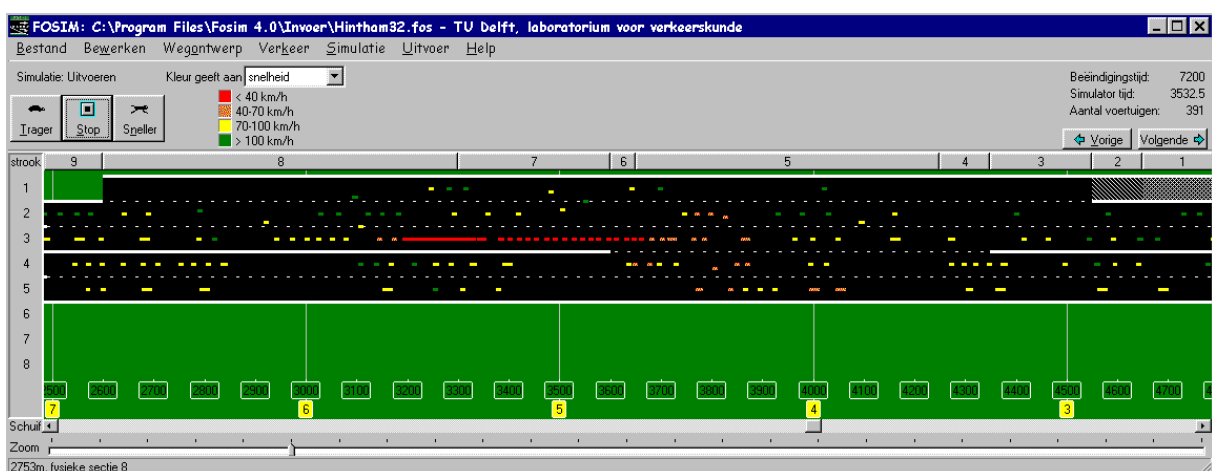 FOSIM: C:\Program Files\Fosim 4.0\Invoer\Hintham32.fos - TU Delft, laboratorium voor verkeerskunde
Bestand Bewerken Wegontwerp Verkeer Simulatie Uitvoer Help
Simulatie: Uitvoeren Kleur geeft aan snelheid
< 40 km/h
40-70 km/h
70-100 km/h
> 100 km/h
Trager Stop Sneller
Beëindigingstijd: 7200
Simulator tijd: 3532.5
Aantal voertuigen: 391
Vorige Volgende
strook 9 8 7 6 5 4 3 2 1
1
2
3
4
5
6
7
8
2500 2600 2700 2800 2900 3000 3100 3200 3300 3400 3500 3600 3700 3800 3900 4000 4100 4200 4300 4400 4500 4600 4700
7 6 5 4 3
Schuif
Zoom
2753m, fysieke sectie 8